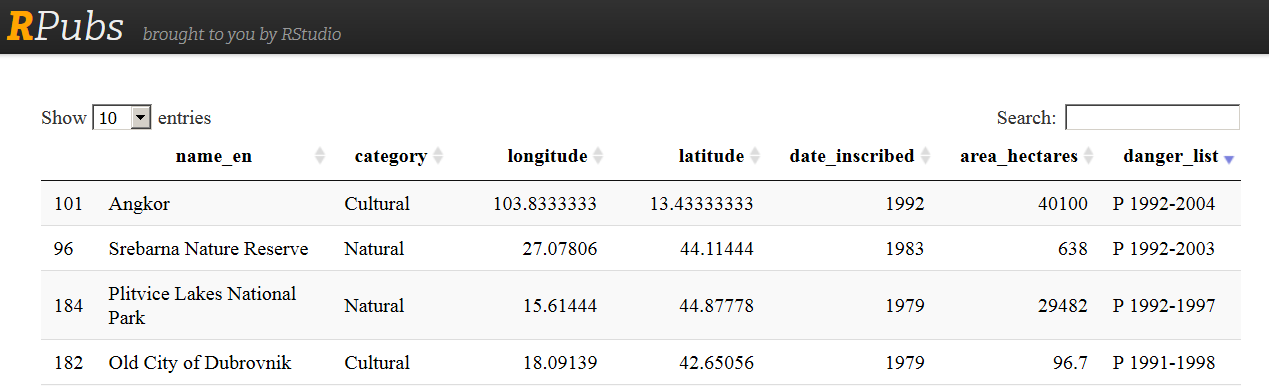 RPubs brought to you by RStudio
Show 10 entries Search:
name_en category longitude latitude date_inscribed area_hectares danger_list
101 Angkor Cultural 103.8333333 13.43333333 1992 40100 P 1992-2004
96 Srebarna Nature Reserve Natural 27.07806 44.11444 1983 638 P 1992-2003
184 Plitvice Lakes National Park Natural 15.61444 44.87778 1979 29482 P 1992-1997
182 Old City of Dubrovnik Cultural 18.09139 42.65056 1979 96.7 P 1991-1998